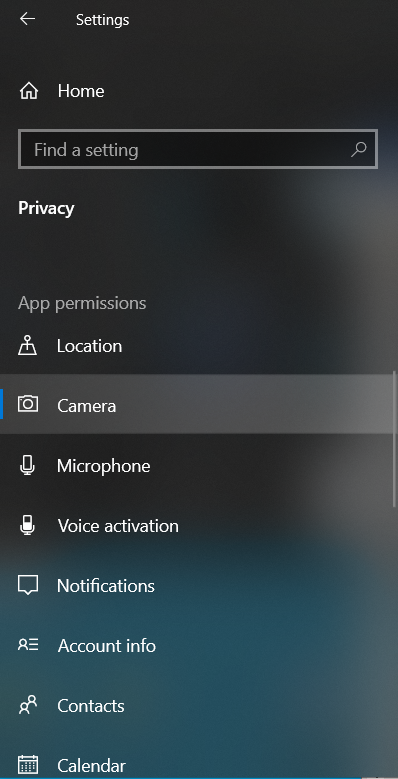 Settings
Home
Find a setting
Privacy
App permissions
Location
Camera
Microphone
Voice activation
Notifications
Account info
Contacts
Calendar